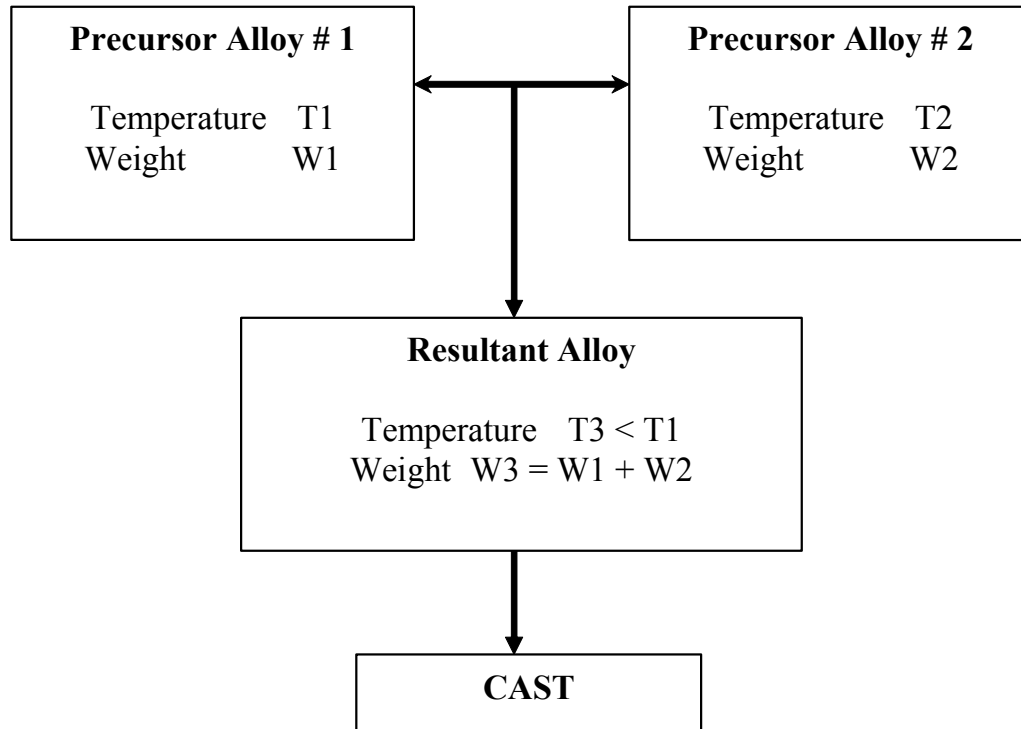 Precursor Alloy # 1
Temperature T1
Weight W1
Precursor Alloy # 2
Temperature T2
Weight W2
Resultant Alloy
Temperature T3 < T1
Weight W3 = W1 + W2
CAST